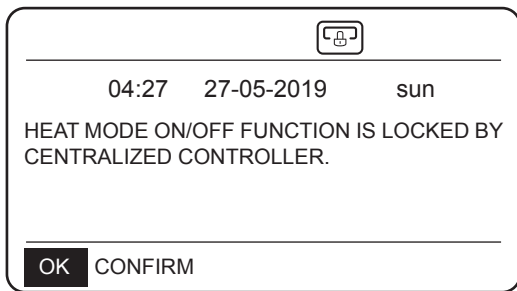 04:27 27-05-2019 sun
HEAT MODE ON/OFF FUNCTION IS LOCKED BY
CENTRALIZED CONTROLLER.
OK CONFIRM